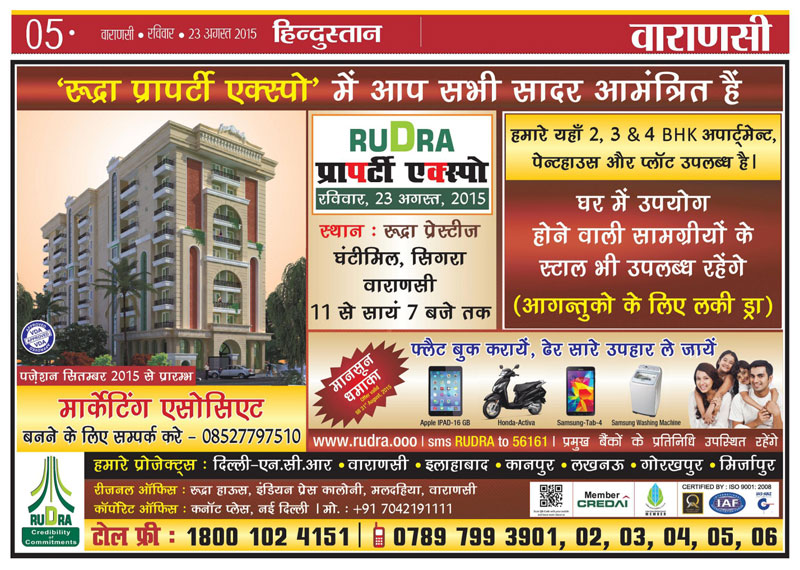 05 • वाराणसी • रविवार • 23 अगस्त 2015 हिन्दुस्तान वाराणसी
'रूद्रा प्रापर्टी एक्स्पो' में आप सभी सादर आमंत्रित हैं
RUDRA
प्रापर्टी एक्स्पो
रविवार, 23 अगस्त, 2015
स्थान : रूद्रा प्रेस्टीज
घंटीमिल, सिगरा
वाराणसी
11 से सायं 7 बजे तक
हमारे यहाँ 2, 3 & 4 BHK अपार्ट्मेन्ट,
पेन्टहाउस और प्लॉट उपलब्ध है।
घर में उपयोग
होने वाली सामग्रीयों के
स्टाल भी उपलब्ध रहेंगे
(आगन्तुको के लिए लकी ड्रा)
VDA
APPROVED
पज़ेशन सितम्बर 2015 से प्रारम्भ
मार्केटिंग एसोसिएट
बनने के लिए सम्पर्क करे - 08527797510
मानसून
धमाका
फ्लैट बुक करायें, ढेर सारे उपहार ले जायें
Apple IPAD-16 GB Honda-Activa Samsung-Tab-4 Samsung Washing Machine
www.rudra.ooo | sms RUDRA to 56161 | प्रमुख बैंकों के प्रतिनिधि उपस्थित रहेंगे
हमारे प्रोजेक्ट्स : दिल्ली-एन.सी.आर • वाराणसी • इलाहाबाद • कानपुर • लखनऊ • गोरखपुर • मिर्जापुर
RUDRA
Credibility
of
Commitments
रीजनल ऑफिस : रूद्रा हाऊस, इंडियन प्रेस कालोनी, मलदहिया, वाराणसी
कॉर्पोरेट ऑफिस : कनॉट प्लेस, नई दिल्ली । मो. : +91 7042191111
Member
CREDAI
MEMBER
CERTIFIED BY : ISO 9001: 2008
IAF
टोल फ्री : 1800 102 4151 | 0789 799 3901, 02, 03, 04, 05, 06